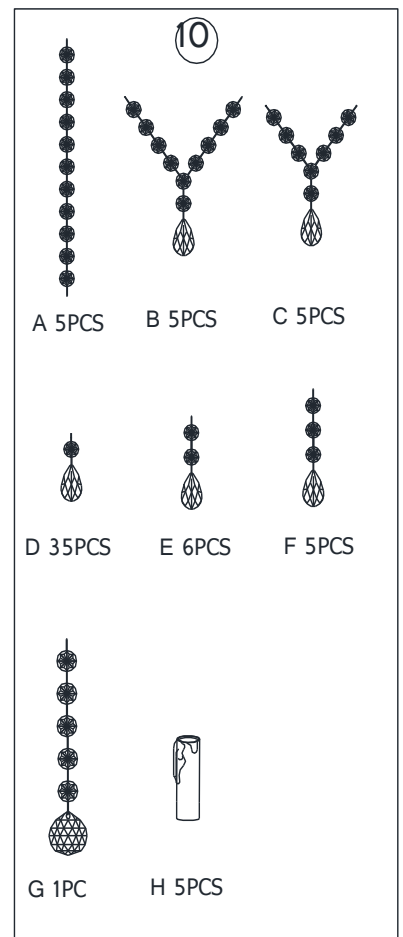 10
A 5PCS
B 5PCS
C 5PCS
D 35PCS
E 6PCS
F 5PCS
G 1PC
H 5PCS